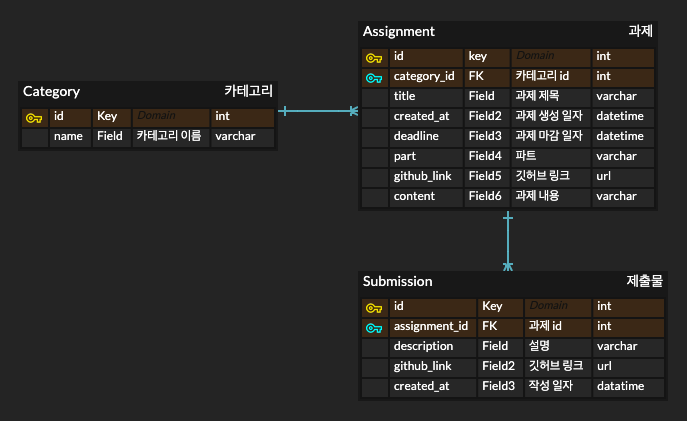 Category 카테고리
id Key Domain int
name Field 카테고리 이름 varchar
Assignment 과제
id key Domain int
category_id FK 카테고리 id int
title Field 과제 제목 varchar
created_at Field2 과제 생성 일자 datetime
deadline Field3 과제 마감 일자 datetime
part Field4 파트 varchar
github_link Field5 깃허브 링크 url
content Field6 과제 내용 varchar
Submission 제출물
id Key Domain int
assignment_id FK 과제 id int
description Field 설명 varchar
github_link Field2 깃허브 링크 url
created_at Field3 작성 일자 datatime